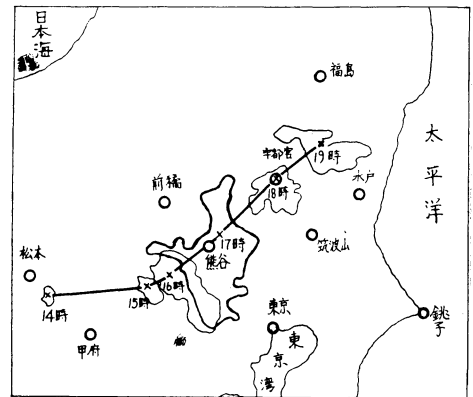 日本海
福島
太平洋
宇都宮
19時
18時
水戸
前橋
17時
熊谷
筑波山
松本
16時
15時
14時
東京
銚子
甲府
東京湾